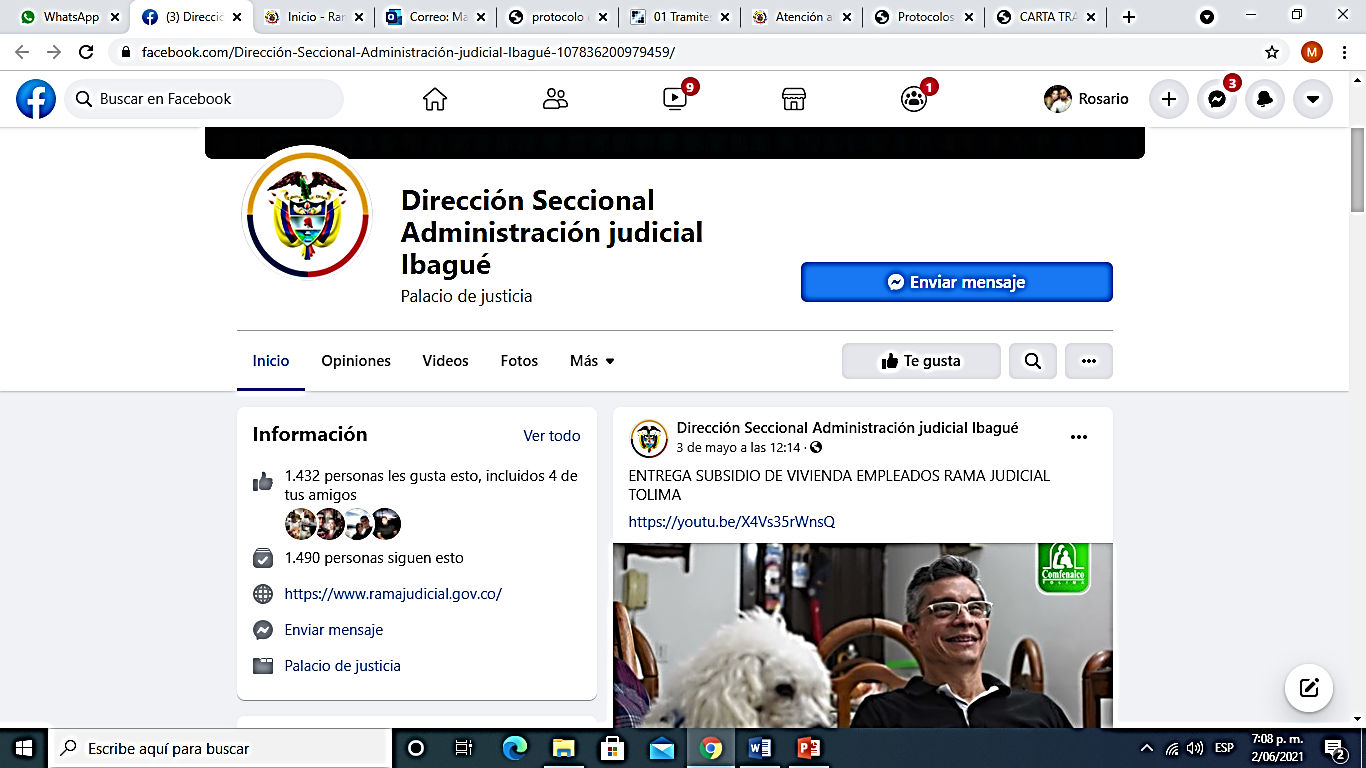 WhatsApp
(3) Direcció
Inicio - Ran
Correo: Ma
protocolo
01 Tramite
Atención a
Protocolos
CARTA TRA
facebook.com/Dirección-Seccional-Administración-judicial-Ibagué-107836200979459/
M
Buscar en Facebook
9
1
Rosario
3
Dirección Seccional
Administración judicial
Ibagué
Palacio de justicia
Enviar mensaje
Inicio
Opiniones
Videos
Fotos
Más
Te gusta
Información
Ver todo
1.432 personas les gusta esto, incluidos 4 de
tus amigos
1.490 personas siguen esto
https://www.ramajudicial.gov.co/
Enviar mensaje
Palacio de justicia
Dirección Seccional Administración judicial Ibagué
3 de mayo a las 12:14 ·
ENTREGA SUBSIDIO DE VIVIENDA EMPLEADOS RAMA JUDICIAL
TOLIMA
https://youtu.be/X4Vs35rWnsQ
Comfenalco
TOLIMA
Escribe aquí para buscar
ESP
7:08 p. m.
2/06/2021
2